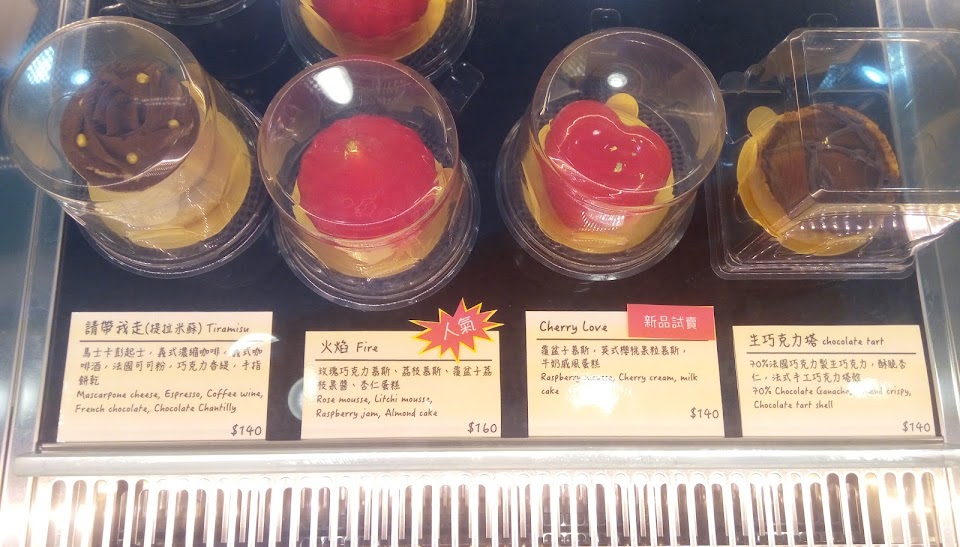 請帶我走(提拉米蘇) Tiramisu
馬士卡彭起士，義式濃縮咖啡，義式咖
啡酒，法國可可粉，巧克力香緹，手指
餅乾
Mascarpone cheese, Espresso, Coffee wine,
French chocolate, Chocolate Chantilly
$140
人氣
火焰 Fire
玫瑰巧克力慕斯、荔枝慕斯、覆盆子荔
枝果醬、杏仁蛋糕
Rose mousse, Litchi mousse,
Raspberry jam, Almond cake
$160
Cherry Love
新品試賣
覆盆子慕斯，英式櫻桃果粒慕斯，
牛奶戚風蛋糕
Raspberry mousse, Cherry cream, milk
cake
$140
生巧克力塔 chocolate tart
70%法國巧克力製生巧克力，酥脆杏
仁，法式手工巧克力塔殼
70% Chocolate Ganache, Almond crispy,
Chocolate tart shell
$140